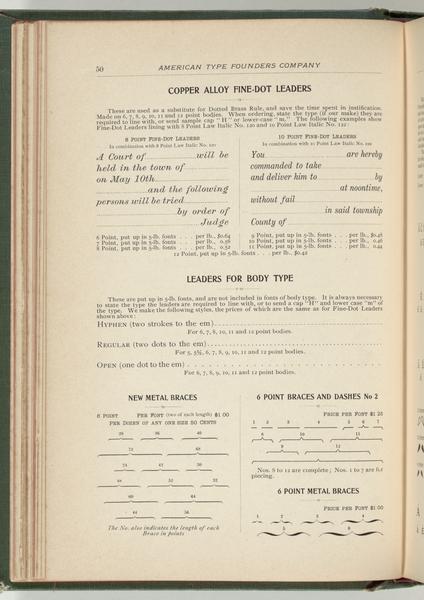 50
AMERICAN TYPE FOUNDERS COMPANY
COPPER ALLOY FINE-DOT LEADERS
These are used as a substitute for Dotted Brass Rule, and save the time spent in justification.
Made on 6, 7, 8, 9, 10, 11 and 12 point bodies. When ordering, state the type (if our make) they are
required to line with, or send sample cap "H" or lower-case "m." The following examples show
Fine-Dot Leaders lining with 8 Point Law Italic No. 120 and 10 Point Law Italic No. 122:
8 POINT FINE-DOT LEADERS
In combination with 8 Point Law Italic No. 120
A Court of will be
held in the town of
on May 10th
and the following
persons will be tried
by order of
Judge
10 POINT FINE-DOT LEADERS
In combination with 10 Point Law Italic No. 122
You are hereby
commanded to take
and deliver him to by
at noontime,
without fail
in said township
County of
6 Point, put up in 5-lb. fonts . . . per lb., $0.64
7 Point, put up in 5-lb. fonts . . . per lb., 0.56
8 Point, put up in 5-lb. fonts . . . per lb., 0.52
9 Point, put up in 5-lb. fonts . . . per lb., $0.48
10 Point, put up in 5-lb. fonts . . . per lb., 0.46
11 Point, put up in 5-lb. fonts . . . per lb., 0.44
12 Point, put up in 5-lb. fonts . . . per lb., $0.42
LEADERS FOR BODY TYPE
These are put up in 5-lb. fonts, and are not included in fonts of body type. It is always necessary
to state the type the leaders are required to line with, or to send a cap "H" and lower case "m" of
the type. We make the following styles, the prices of which are the same as for Fine-Dot Leaders
shown above:
HYPHEN (two strokes to the em)
For 6, 7, 8, 10, 11 and 12 point bodies.
REGULAR (two dots to the em)
For 5, 5½, 6, 7, 8, 9, 10, 11 and 12 point bodies.
OPEN (one dot to the em)
For 6, 7, 8, 9, 10, 11 and 12 point bodies.
NEW METAL BRACES
6 POINT PER FONT (two of each length) $1 00
PER DOZEN OF ANY ONE SIZE 50 CENTS
The No. also indicates the length of each
Brace in points
6 POINT BRACES AND DASHES No 2
PRICE PER FONT $1 25
1 2 3 4 5 6 7
8 10 11
9 12
Nos. 8 to 12 are complete; Nos. 1 to 7 are for
piecing.
6 POINT METAL BRACES
PRICE PER FONT $1 00
1 2 3 4
5 6